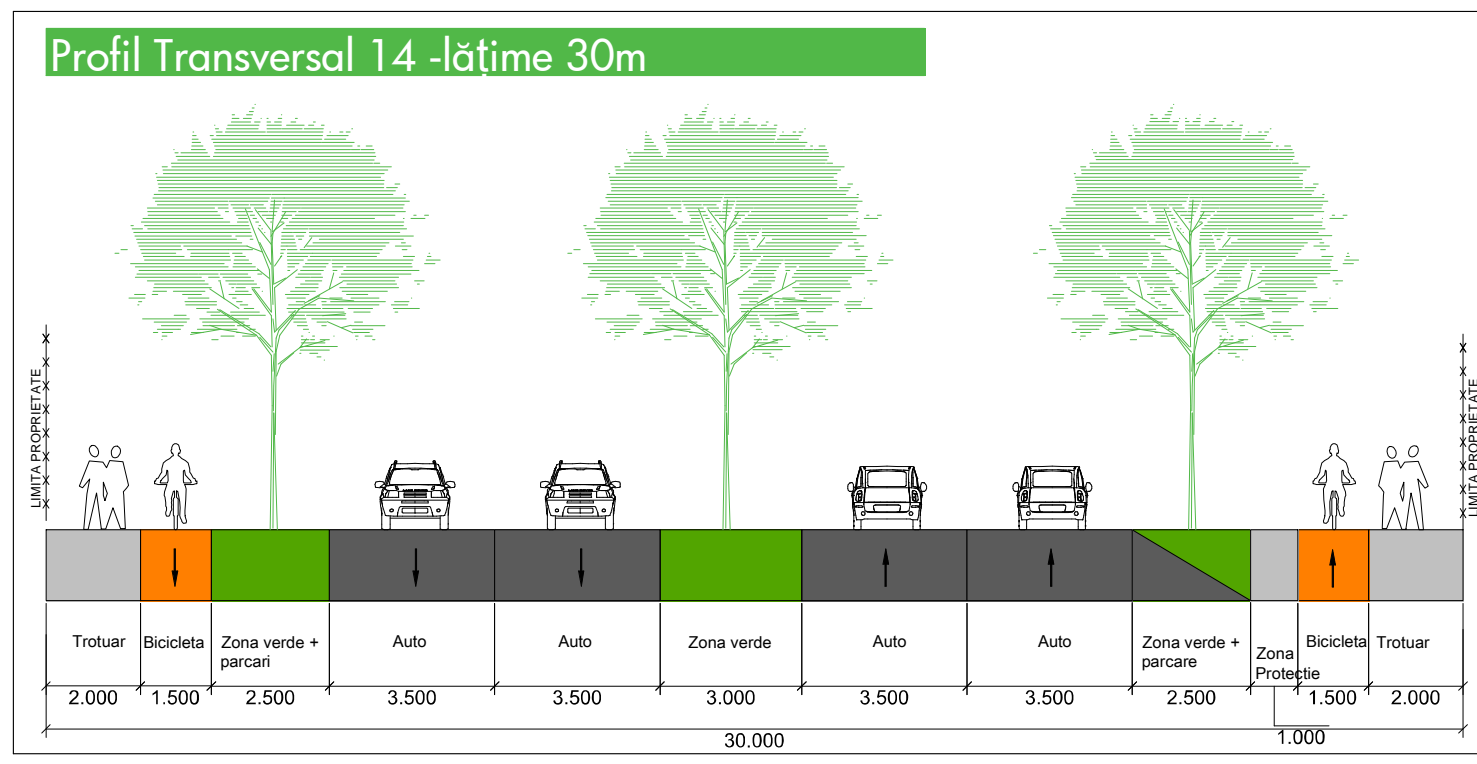 Profil Transversal 14 -lățime 30m
LIMITA PROPRIETATE
LIMITA PROPRIETATE
Trotuar
Bicicleta
Zona verde +
parcari
Auto
Auto
Zona verde
Auto
Auto
Zona verde +
parcare
Zona
Protectie
Bicicleta
Trotuar
2.000
1.500
2.500
3.500
3.500
3.000
3.500
3.500
2.500
1.500
2.000
30.000
1.000